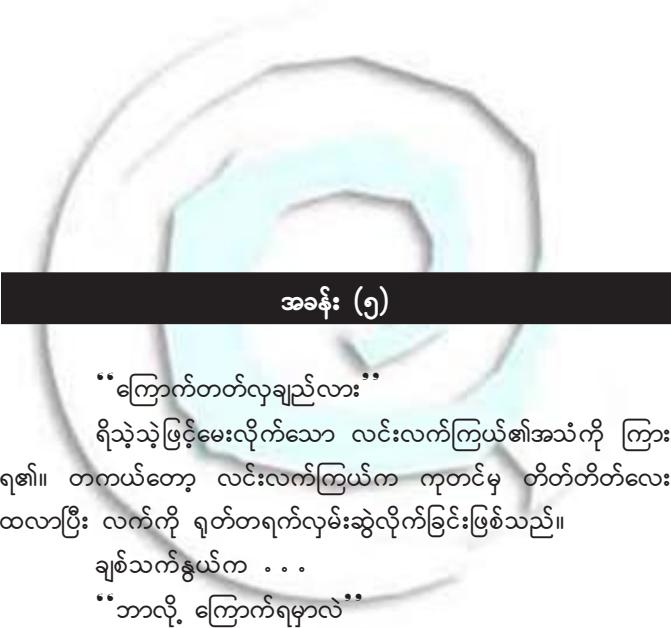 အခန်း (၅)
“ကြောက်တတ်လှချည်လား”
ရိသဲ့သဲ့ဖြင့်မေးလိုက်သော လင်းလက်ကြယ်၏အသံကို ကြား
ရ၏။ တကယ်တော့ လင်းလက်ကြယ်က ကုတင်မှ တိတ်တိတ်လေး
ထလာပြီး လက်ကို ရုတ်တရက်လှမ်းဆွဲလိုက်ခြင်းဖြစ်သည်။
ချစ်သက်နွယ်က . . .
“ဘာလို့ ကြောက်ရမှာလဲ”